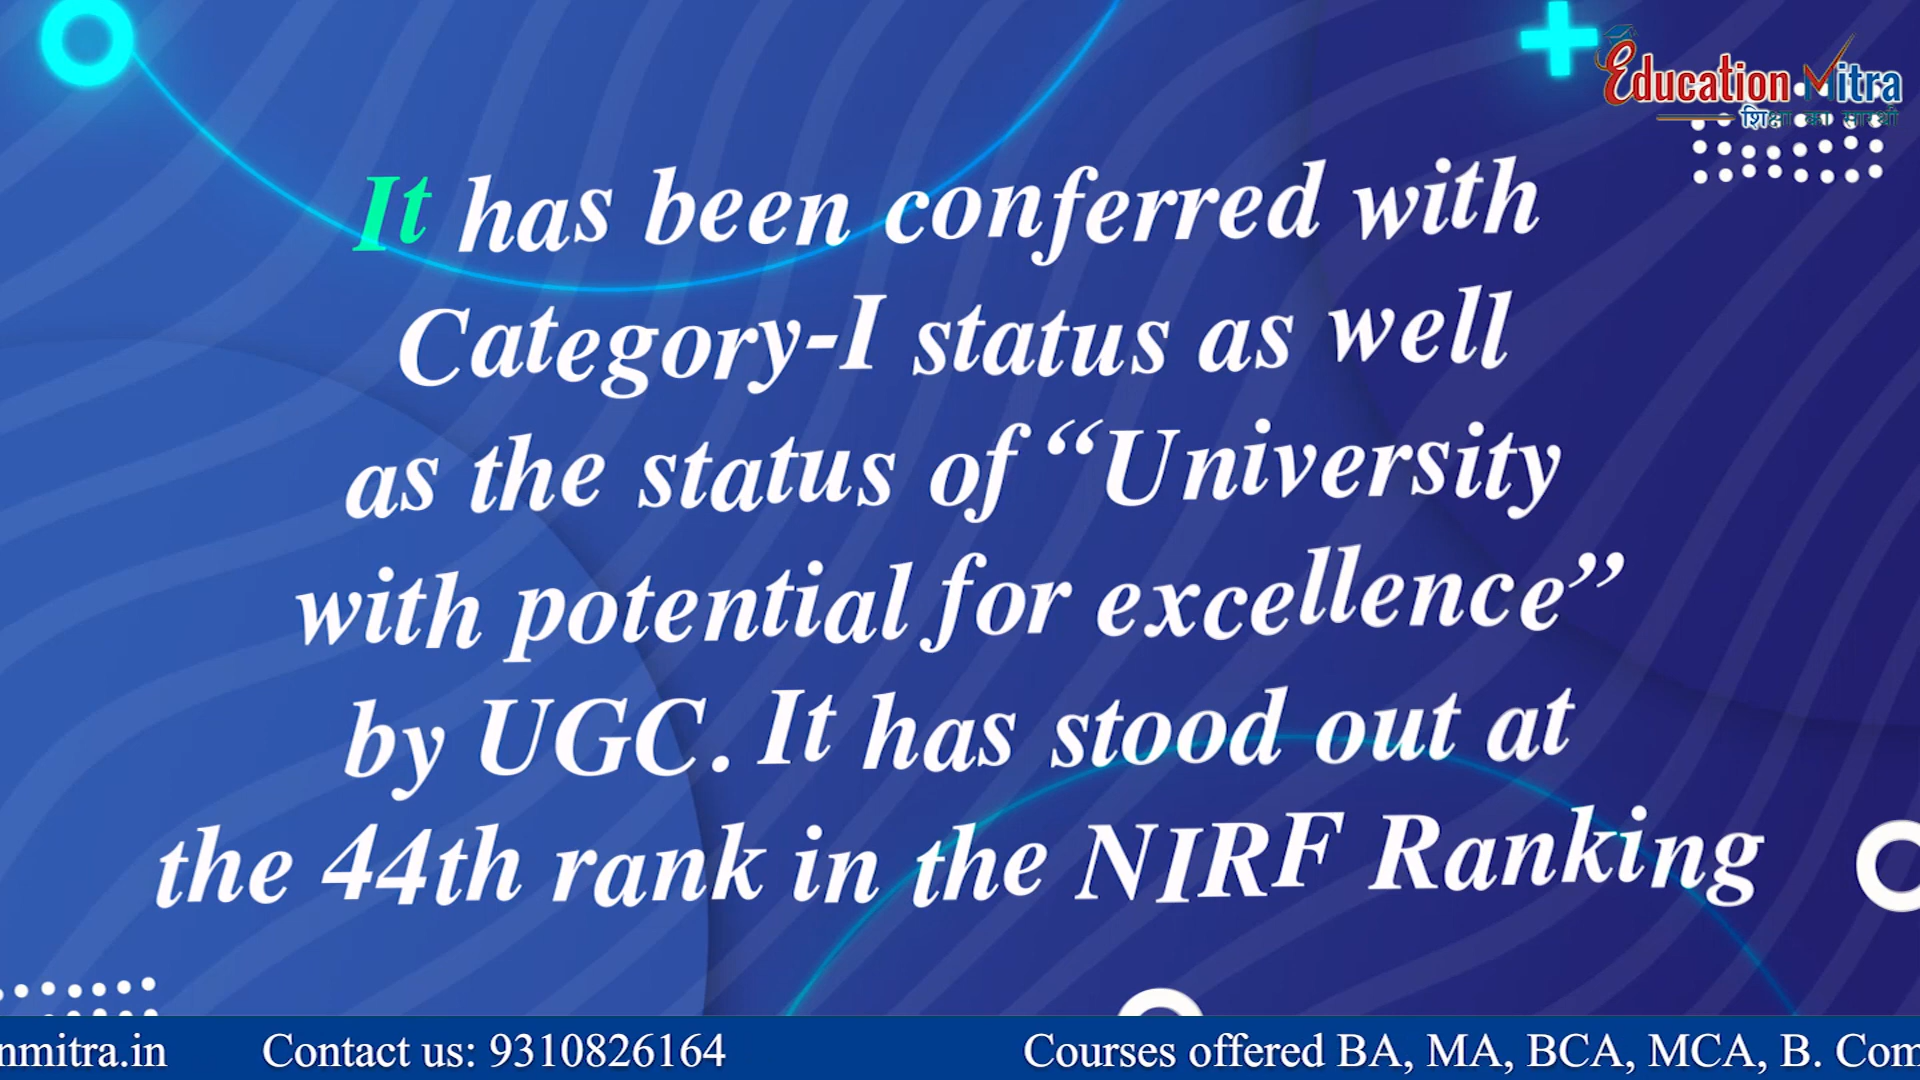 Education Mitra
शिक्षा का सारथी
It has been conferred with
Category-I status as well
as the status of “University
with potential for excellence”
by UGC. It has stood out at
the 44th rank in the NIRF Ranking
nmitra.in Contact us: 9310826164 Courses offered BA, MA, BCA, MCA, B. Com